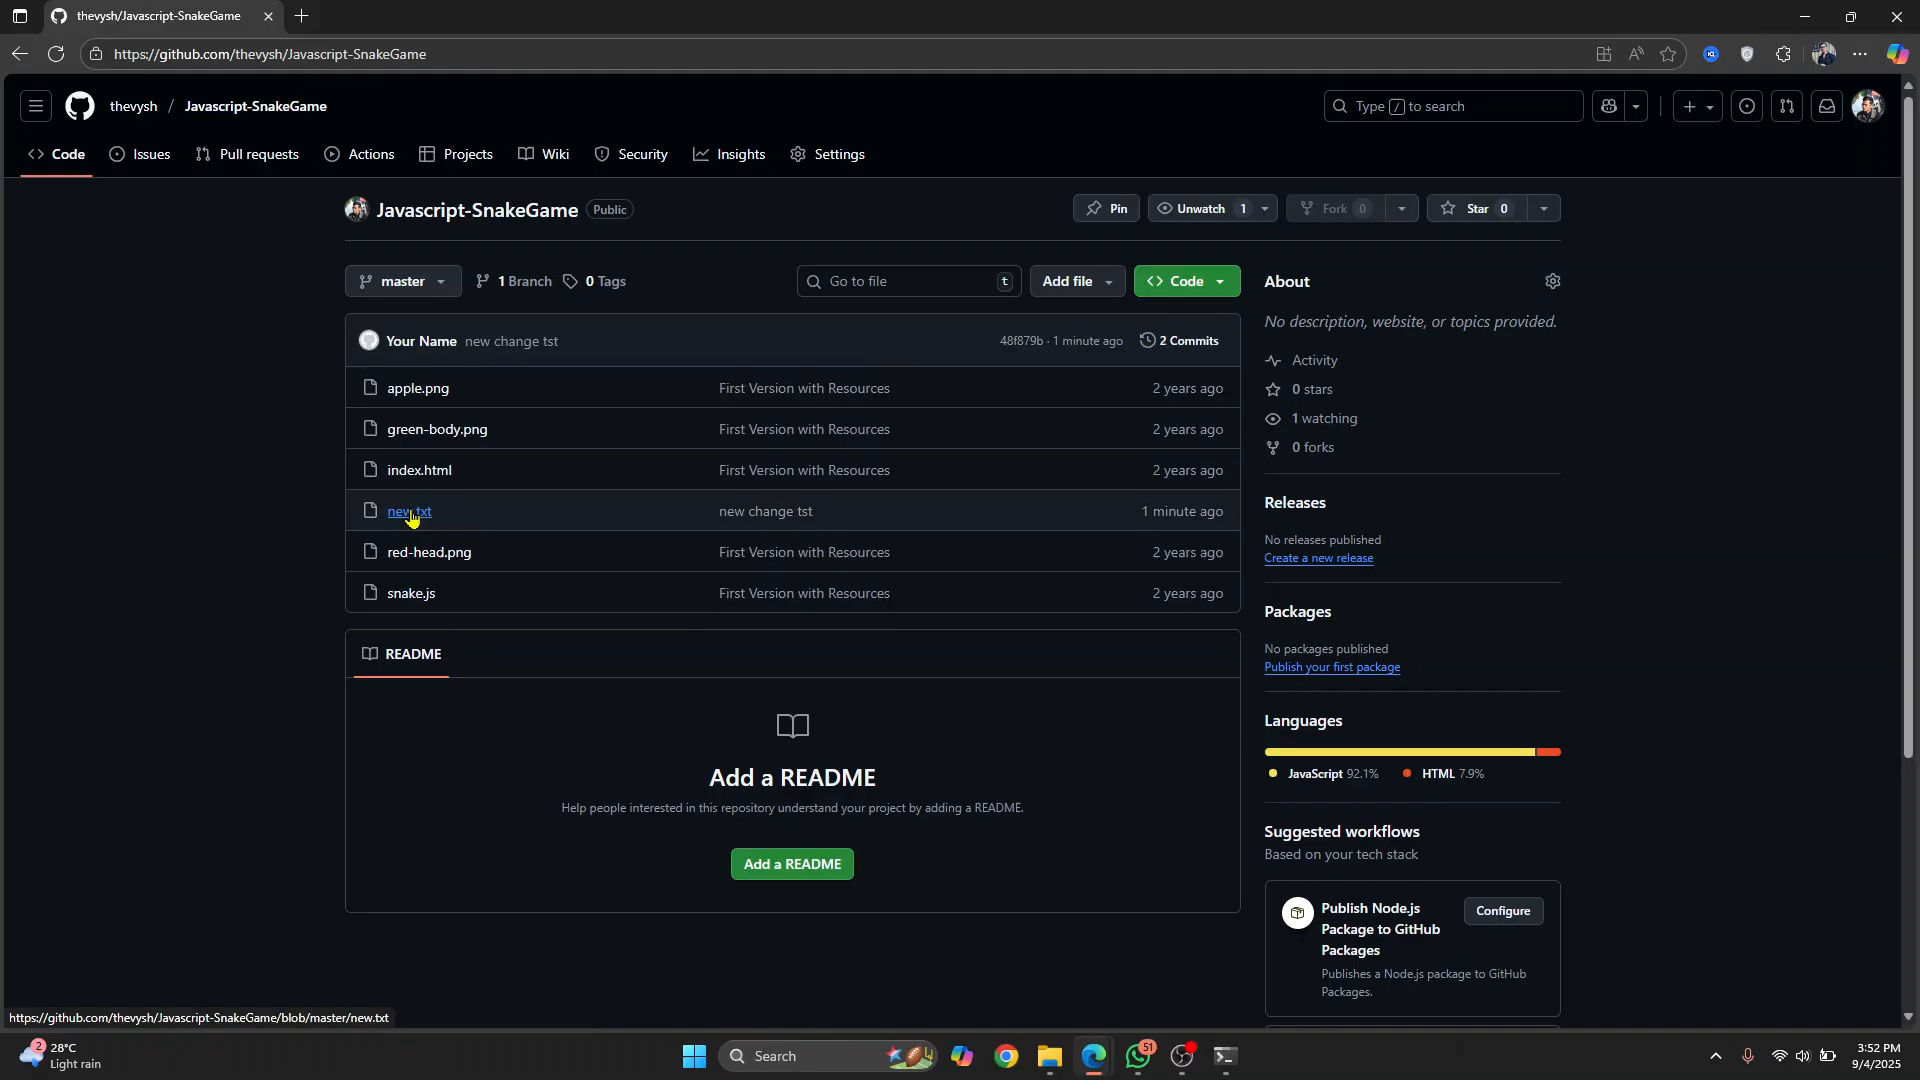 thevysh/Javascript-SnakeGame
https://github.com/thevysh/Javascript-SnakeGame
thevysh / Javascript-SnakeGame
Type / to search
Code Issues Pull requests Actions Projects Wiki Security Insights Settings
Javascript-SnakeGame Public
Pin Unwatch 1 Fork 0 Star 0
master 1 Branch 0 Tags Go to file t Add file Code
Your Name new change tst 48f879b · 1 minute ago 2 Commits
apple.png First Version with Resources 2 years ago
green-body.png First Version with Resources 2 years ago
index.html First Version with Resources 2 years ago
new.txt new change tst 1 minute ago
red-head.png First Version with Resources 2 years ago
snake.js First Version with Resources 2 years ago
README
Add a README
Help people interested in this repository understand your project by adding a README.
Add a README
About
No description, website, or topics provided.
Activity
0 stars
1 watching
0 forks
Releases
No releases published
Create a new release
Packages
No packages published
Publish your first package
Languages
JavaScript 92.1% HTML 7.9%
Suggested workflows
Based on your tech stack
Publish Node.js
Package to GitHub
Packages
Configure
Publishes a Node.js package to GitHub
Packages.
https://github.com/thevysh/Javascript-SnakeGame/blob/master/new.txt
2
28°C
Light rain
Search
51
3:52 PM
9/4/2025